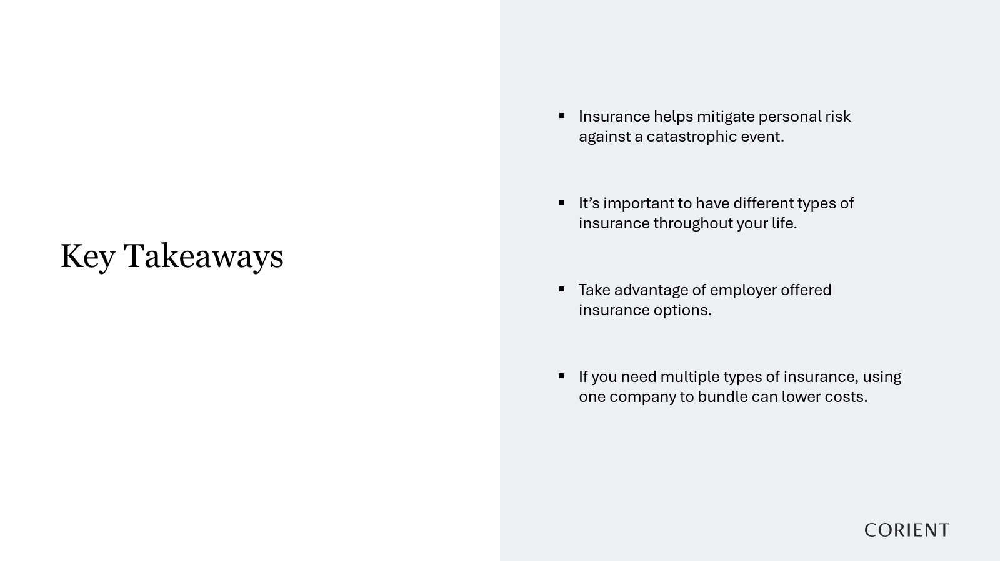 Key Takeaways
▪ Insurance helps mitigate personal risk
against a catastrophic event.
▪ It’s important to have different types of
insurance throughout your life.
▪ Take advantage of employer offered
insurance options.
▪ If you need multiple types of insurance, using
one company to bundle can lower costs.
CORIENT